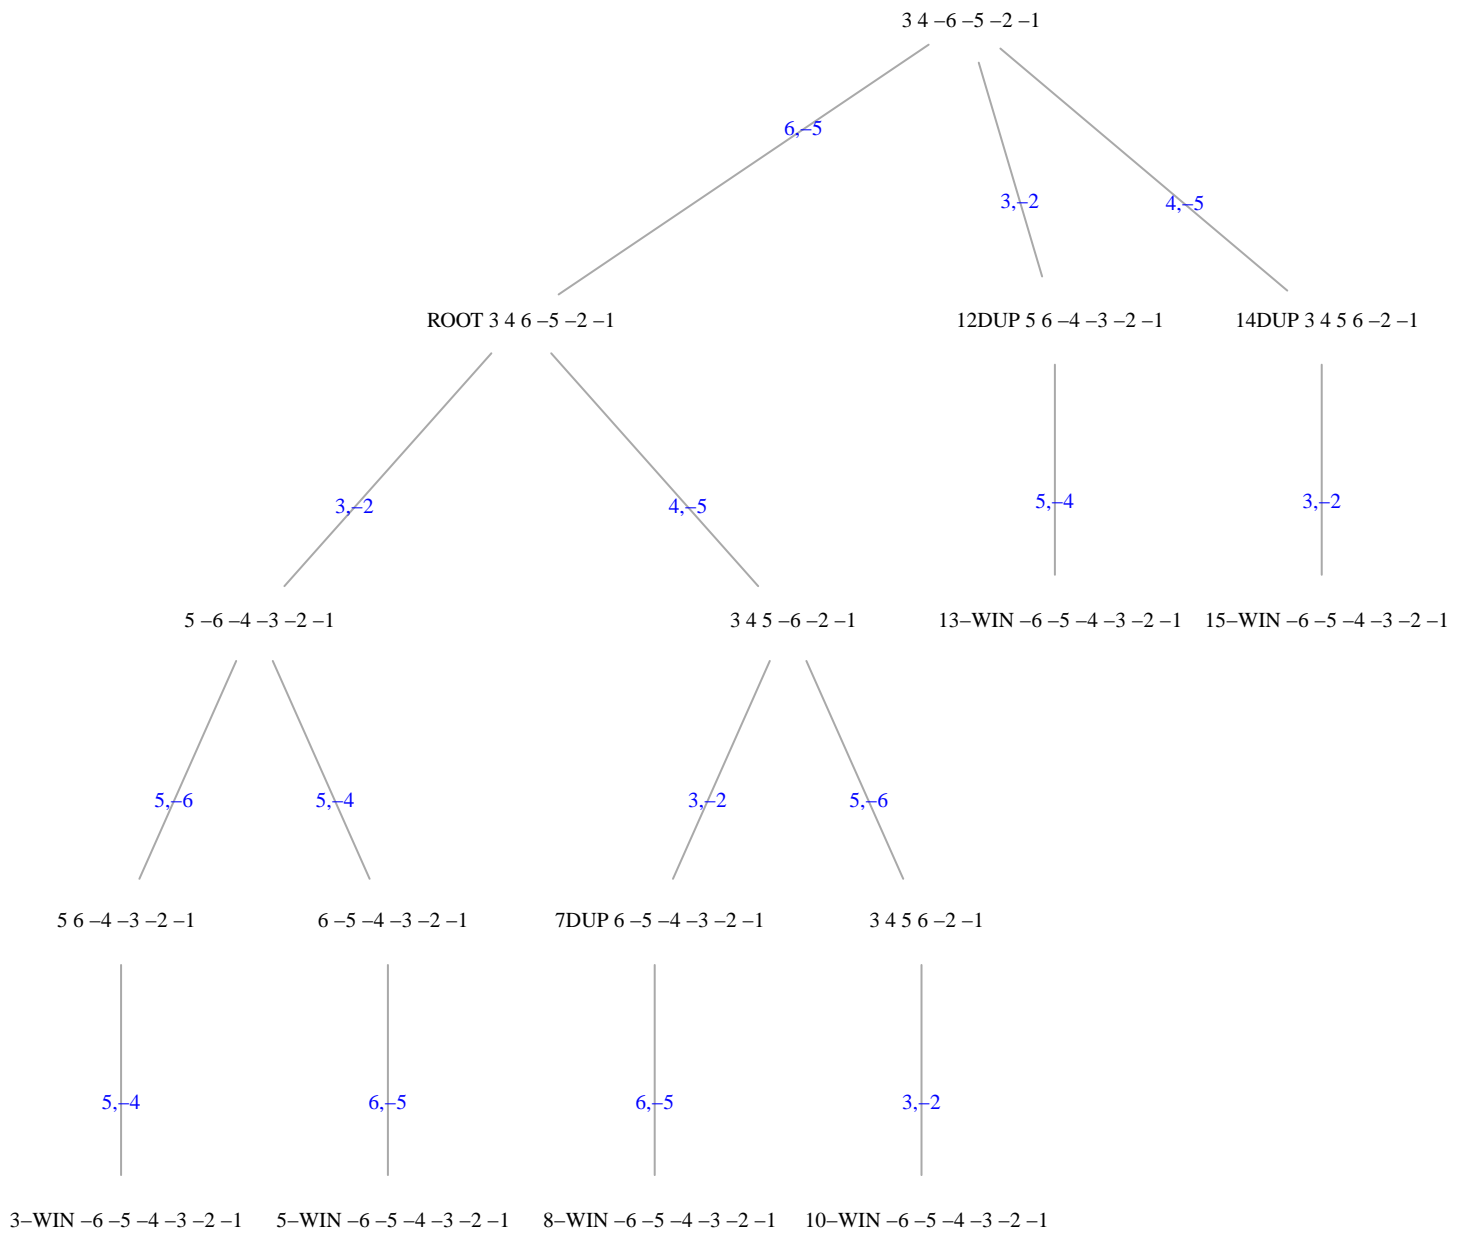 3 4 –6 –5 –2 –1
6,–5
3,–2
4,–5
ROOT 3 4 6 –5 –2 –1
12DUP 5 6 –4 –3 –2 –1
14DUP 3 4 5 6 –2 –1
3,–2
4,–5
5,–4
3,–2
5 –6 –4 –3 –2 –1
3 4 5 –6 –2 –1
13–WIN –6 –5 –4 –3 –2 –1
15–WIN –6 –5 –4 –3 –2 –1
5,–6
5,–4
3,–2
5,–6
5 6 –4 –3 –2 –1
6 –5 –4 –3 –2 –1
7DUP 6 –5 –4 –3 –2 –1
3 4 5 6 –2 –1
5,–4
6,–5
6,–5
3,–2
3–WIN –6 –5 –4 –3 –2 –1
5–WIN –6 –5 –4 –3 –2 –1
8–WIN –6 –5 –4 –3 –2 –1
10–WIN –6 –5 –4 –3 –2 –1